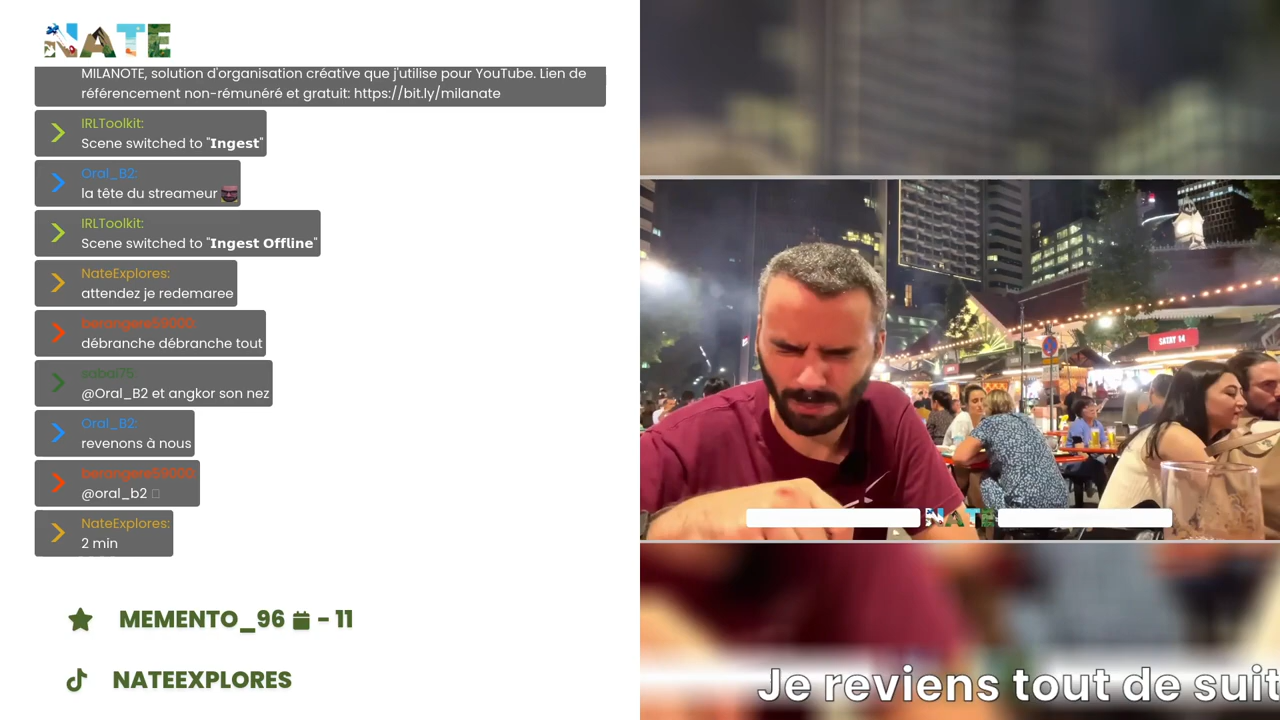 NATE
MILANOTE, solution d'organisation créative que j'utilise pour YouTube. Lien de
référencement non-rémunéré et gratuit: https://bit.ly/milanate
IRLToolkit:
Scene switched to "Ingest"
Oral_B2:
la tête du streameur
IRLToolkit:
Scene switched to "Ingest Offline"
NateExplores:
attendez je redemaree
berangere59000:
débranche débranche tout
sabal75:
@Oral_B2 et angkor son nez
Oral_B2:
revenons à nous
berangere59000:
@oral_b2
NateExplores:
2 min
MEMENTO_96 - 11
NATEEXPLORES
SATAY 14
NATE
Je reviens tout de suit